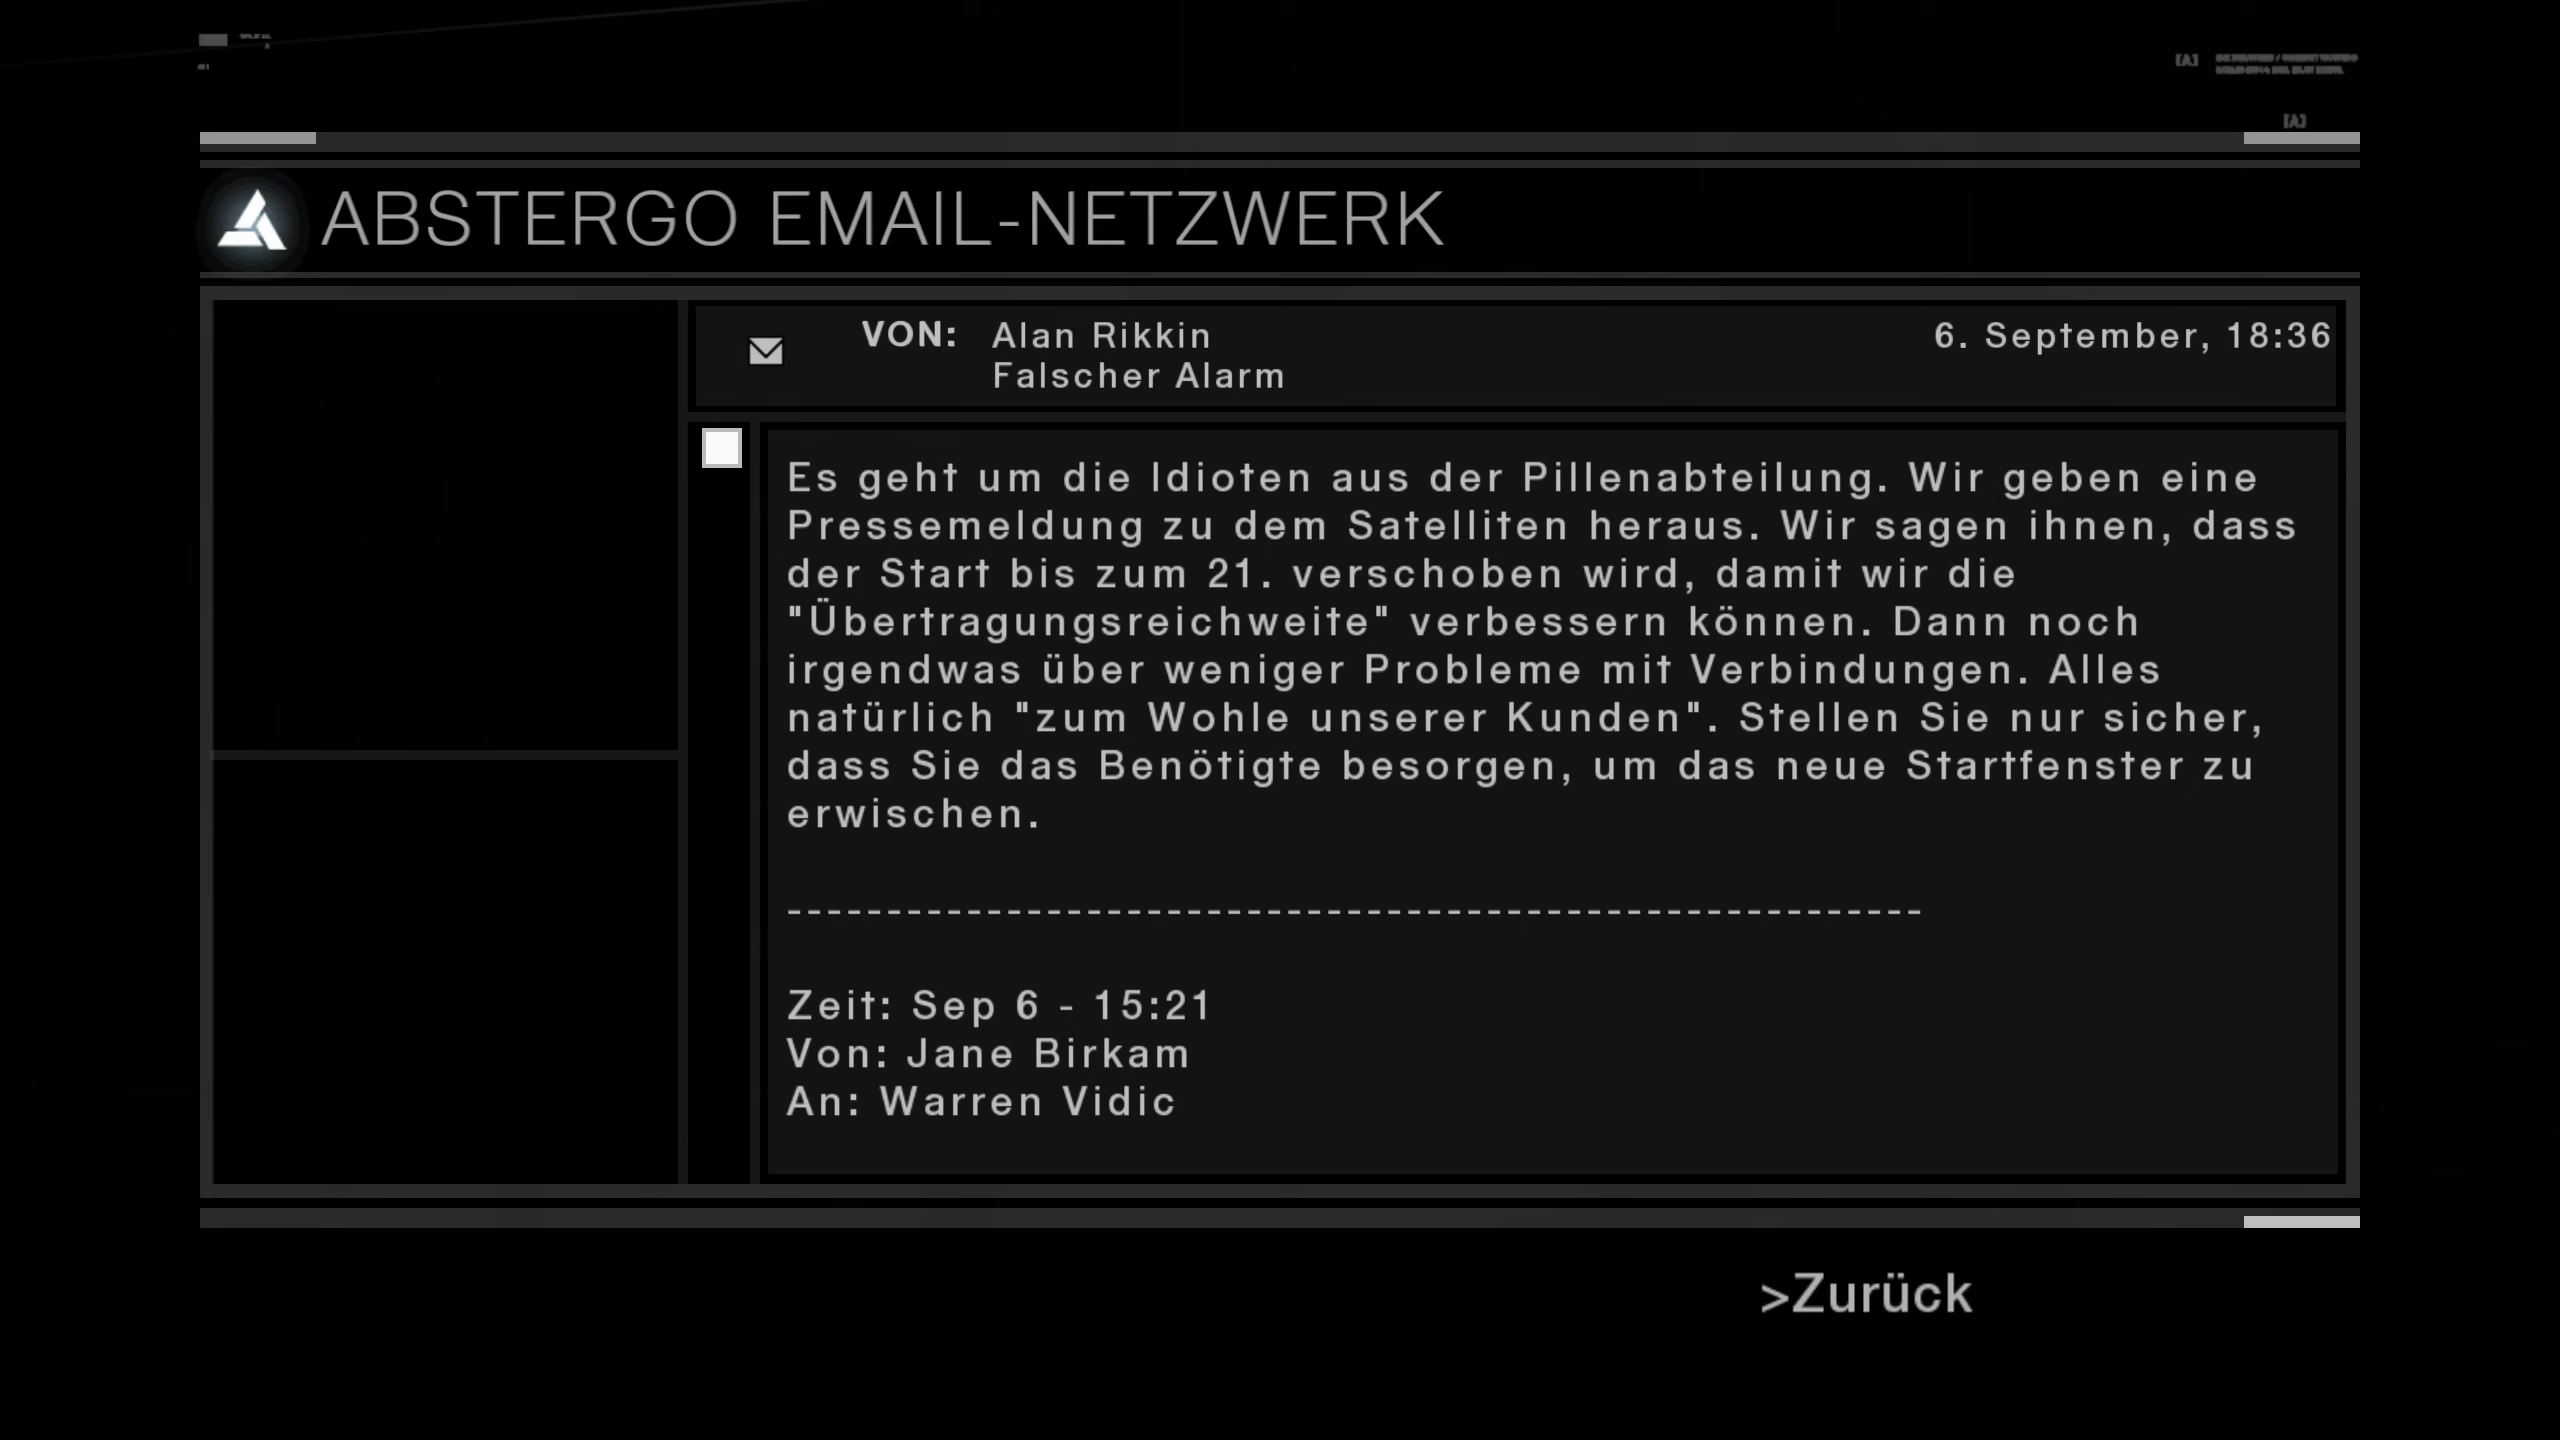 [A]
[A]
ABSTERGO EMAIL-NETZWERK
VON: Alan Rikkin 6. September, 18:36
Falscher Alarm
Es geht um die Idioten aus der Pillenabteilung. Wir geben eine
Pressemeldung zu dem Satelliten heraus. Wir sagen ihnen, dass
der Start bis zum 21. verschoben wird, damit wir die
"Übertragungsreichweite" verbessern können. Dann noch
irgendwas über weniger Probleme mit Verbindungen. Alles
natürlich "zum Wohle unserer Kunden". Stellen Sie nur sicher,
dass Sie das Benötigte besorgen, um das neue Startfenster zu
erwischen.
---------------------------------------------------------
Zeit: Sep 6 - 15:21
Von: Jane Birkam
An: Warren Vidic
>Zurück